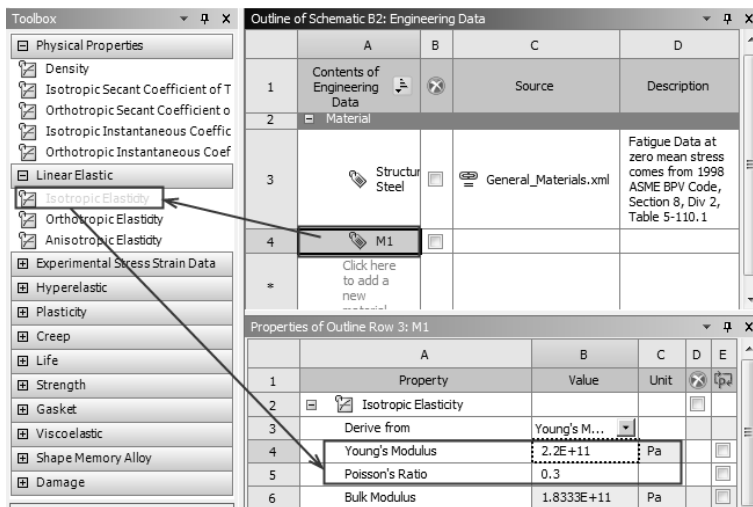 Toolbox
Physical Properties
Density
Isotropic Secant Coefficient of T
Orthotropic Secant Coefficient o
Isotropic Instantaneous Coeffic
Orthotropic Instantaneous Coef
Linear Elastic
Isotropic Elasticity
Orthotropic Elasticity
Anisotropic Elasticity
Experimental Stress Strain Data
Hyperelastic
Plasticity
Creep
Life
Strength
Gasket
Viscoelastic
Shape Memory Alloy
Damage
Outline of Schematic B2: Engineering Data
A B C D
1 Contents of Engineering Data Source Description
2 Material
3 Structur Steel General_Materials.xml Fatigue Data at zero mean stress comes from 1998 ASME BPV Code, Section 8, Div 2, Table 5-110.1
4 M1
* Click here to add a new material
Properties of Outline Row 3: M1
A B C D E
1 Property Value Unit
2 Isotropic Elasticity
3 Derive from Young's M...
4 Young's Modulus 2.2E+11 Pa
5 Poisson's Ratio 0.3
6 Bulk Modulus 1.8333E+11 Pa